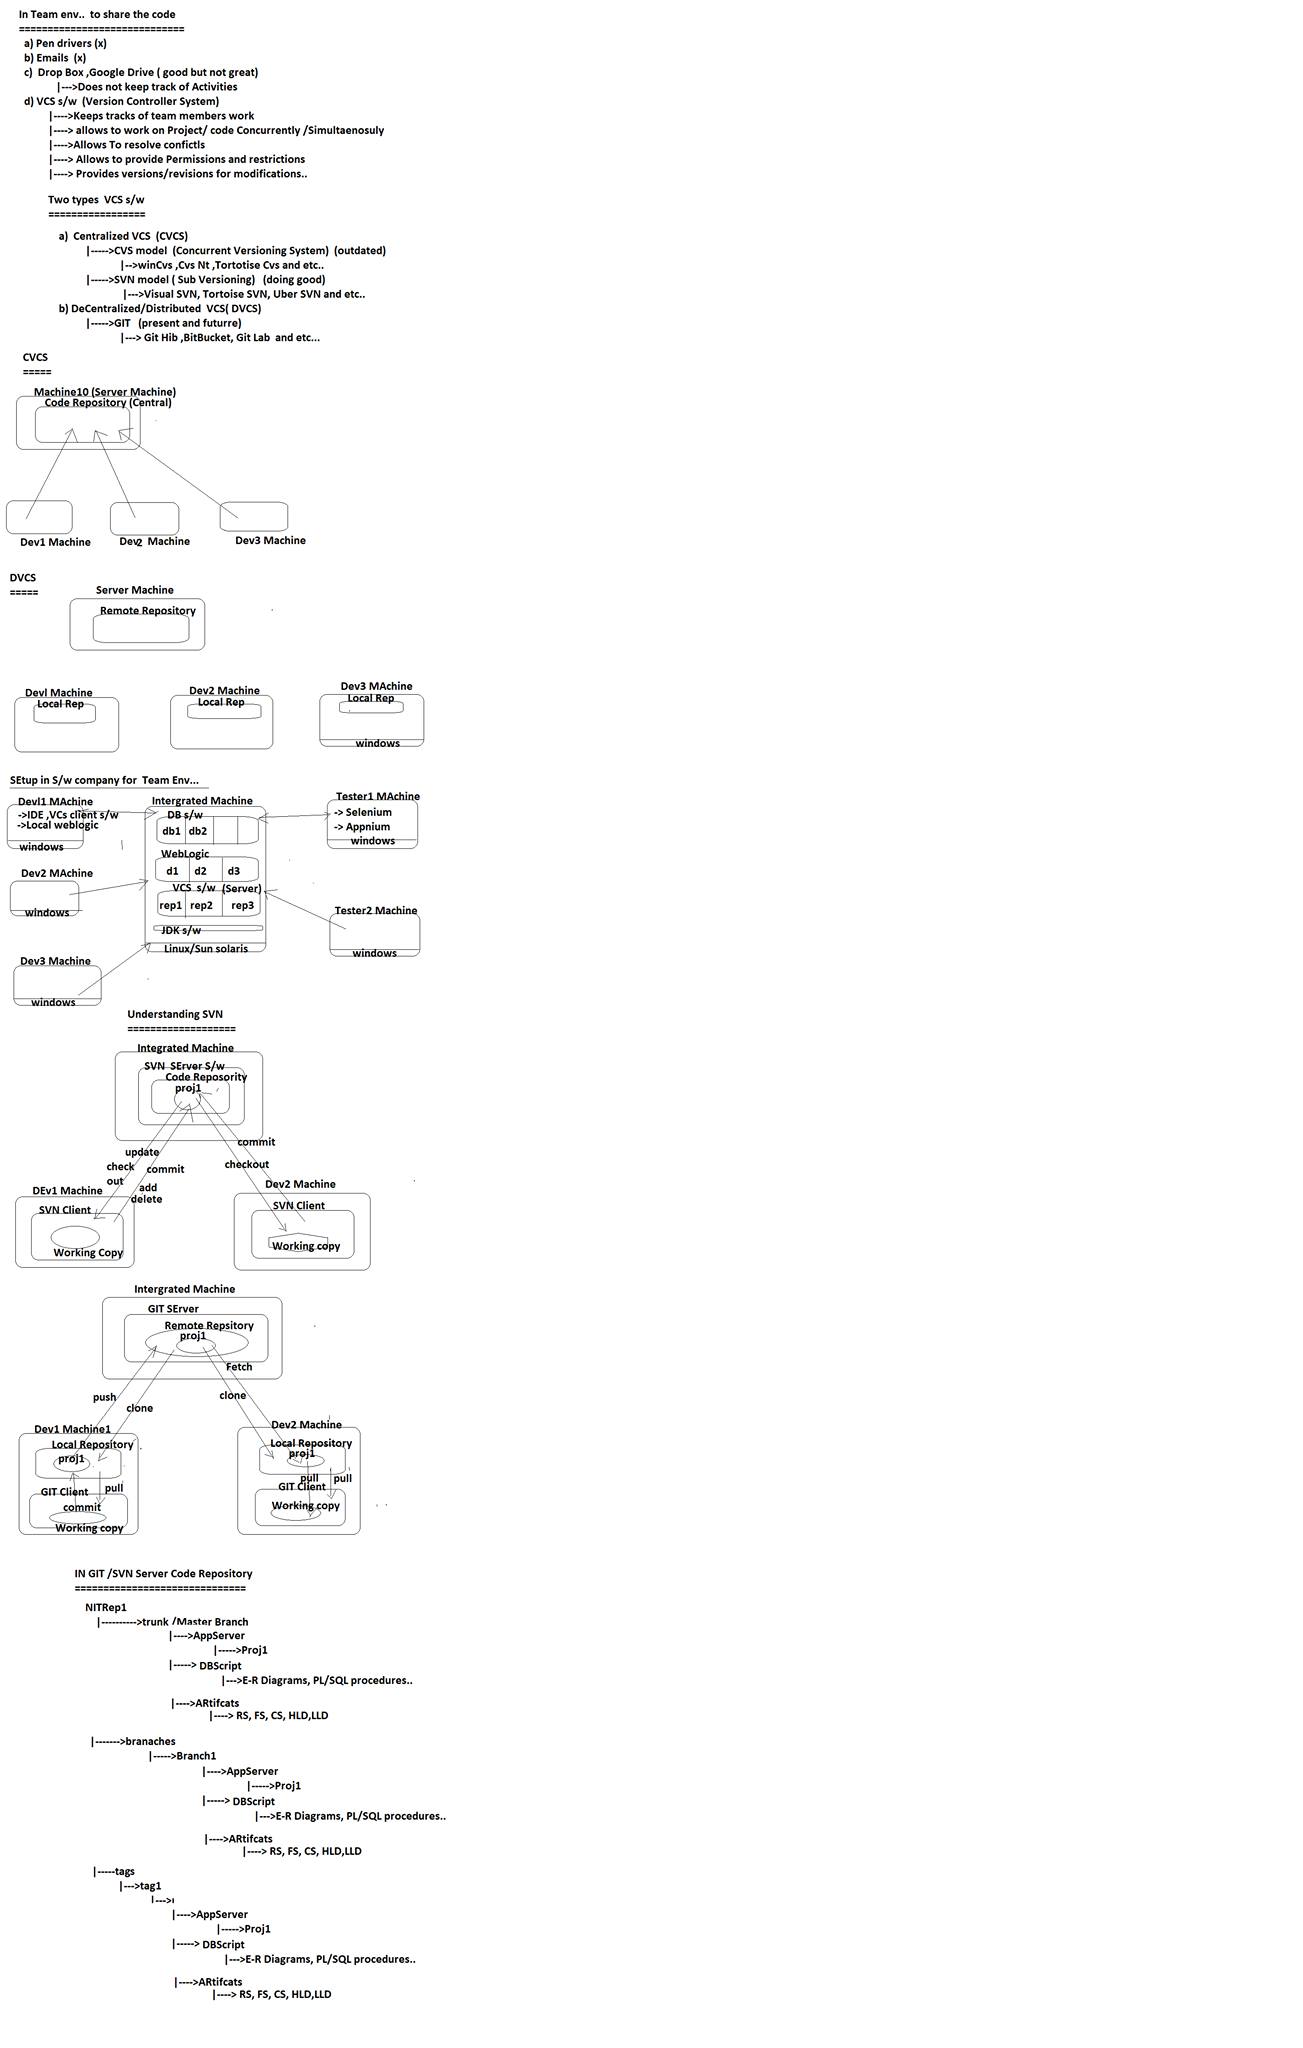 In Team env..  to share the code
=============================
a) Pen drivers (x)
b) Emails  (x)
c)  Drop Box ,Google Drive ( good but not great)
|--->Does not keep track of Activities
d) VCS s/w  (Version Controller System)
|---->Keeps tracks of team members work
|----> allows to work on Project/ code Concurrently /Simultaenosuly
|---->Allows To resolve confictls
|----> Allows to provide Permissions and restrictions
|----> Provides versions/revisions for modifications..
Two types  VCS s/w
=================
a)  Centralized VCS  (CVCS)
|----->CVS model  (Concurrent Versioning System)  (outdated)
|-->winCvs ,Cvs Nt ,Tortotise Cvs and etc..
|----->SVN model ( Sub Versioning)   (doing good)
|--->Visual SVN, Tortoise SVN, Uber SVN and etc..
b) DeCentralized/Distributed  VCS( DVCS)
|----->GIT   (present and futurre)
|---> Git Hib ,BitBucket, Git Lab  and etc...
CVCS
=====
Machine10 (Server Machine)
Code Repository (Central)
Dev1 Machine
Dev2  Machine
Dev3 Machine
DVCS
=====
Server Machine
Remote Repository
Devl Machine
Local Rep
Dev2 Machine
Local Rep
Dev3 MAchine
Local Rep
windows
SEtup in S/w company for  Team Env...
Devl1 MAchine
->IDE ,VCs client s/w
->Local weblogic
windows
Intergrated Machine
DB s/w
db1 db2
WebLogic
d1 d2 d3
VCS  s/w  (Server)
rep1 rep2 rep3
JDK s/w
Linux/Sun solaris
Tester1 MAchine
-> Selenium
-> Appnium
windows
Dev2 MAchine
windows
Tester2 Machine
windows
Dev3 Machine
windows
Understanding SVN
===================
Integrated Machine
SVN  SErver S/w
Code Reposority
proj1
update
check
out
commit
add
delete
commit
checkout
DEv1 Machine
SVN Client
Working Copy
Dev2 Machine
SVN Client
Working copy
Intergrated Machine
GIT SErver
Remote Repsitory
proj1
Fetch
push
clone
clone
Dev1 Machine1
Local Repository
proj1
pull
GIT Client
commit
Working copy
Dev2 Machine
Local Repository
proj1
pull
pull
GIT Client
Working copy
IN GIT /SVN Server Code Repository
==============================
NITRep1
|---------->trunk /Master Branch
|---->AppServer
|----->Proj1
|-----> DBScript
|--->E-R Diagrams, PL/SQL procedures..
|---->ARtifcats
|----> RS, FS, CS, HLD,LLD
|------->branaches
|----->Branch1
|---->AppServer
|----->Proj1
|-----> DBScript
|--->E-R Diagrams, PL/SQL procedures..
|---->ARtifcats
|----> RS, FS, CS, HLD,LLD
|-----tags
|--->tag1
|--->
|---->AppServer
|----->Proj1
|-----> DBScript
|--->E-R Diagrams, PL/SQL procedures..
|---->ARtifcats
|----> RS, FS, CS, HLD,LLD